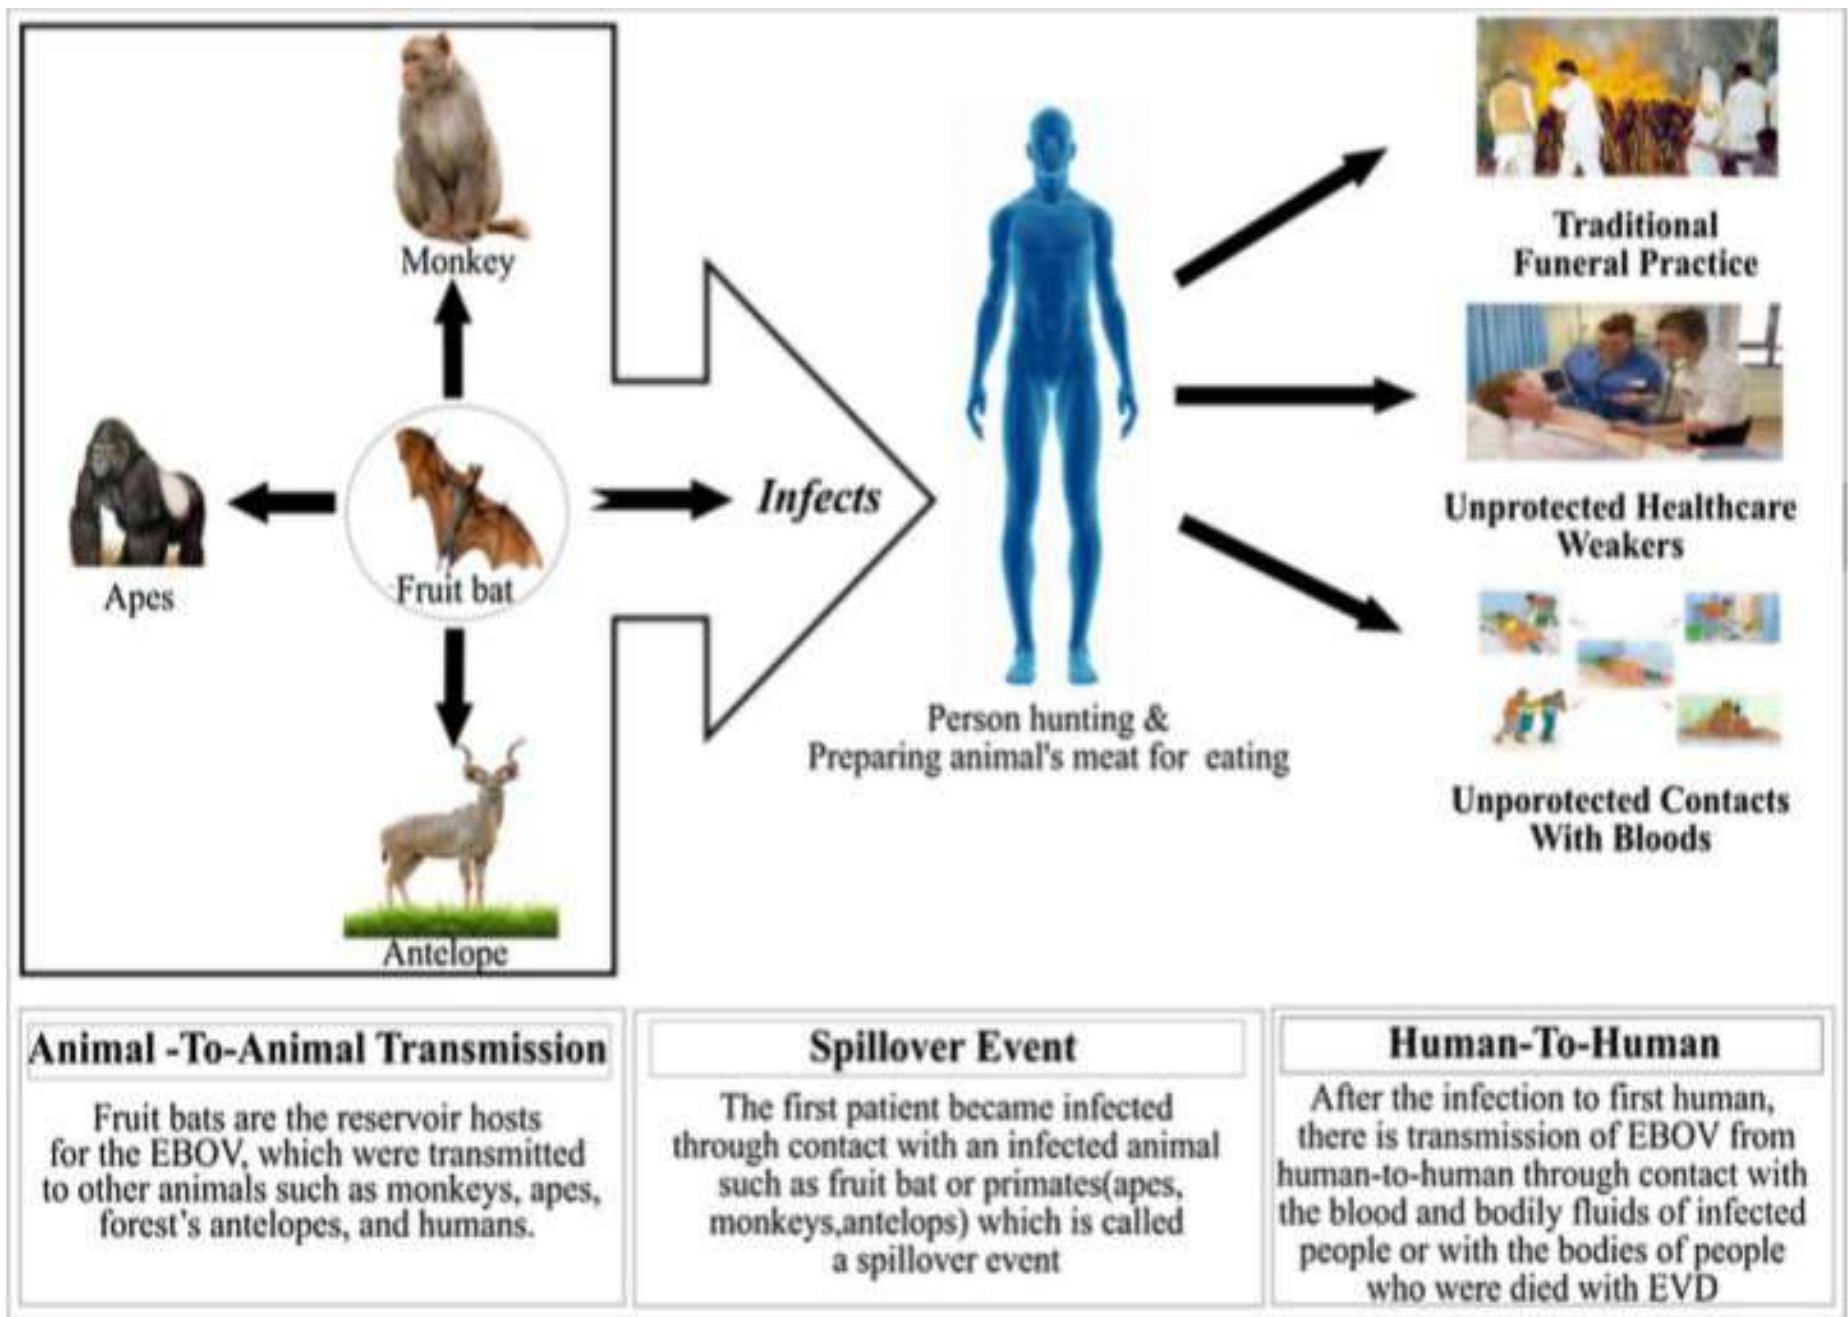 Monkey
Apes
Fruit bat
Infects
Antelope
Person hunting &
Preparing animal's meat for eating
Traditional
Funeral Practice
Unprotected Healthcare
Weakers
Unporotected Contacts
With Bloods
Animal -To-Animal Transmission
Fruit bats are the reservoir hosts
for the EBOV, which were transmitted
to other animals such as monkeys, apes,
forest's antelopes, and humans.
Spillover Event
The first patient became infected
through contact with an infected animal
such as fruit bat or primates(apes,
monkeys,antelops) which is called
a spillover event
Human-To-Human
After the infection to first human,
there is transmission of EBOV from
human-to-human through contact with
the blood and bodily fluids of infected
people or with the bodies of people
who were died with EVD